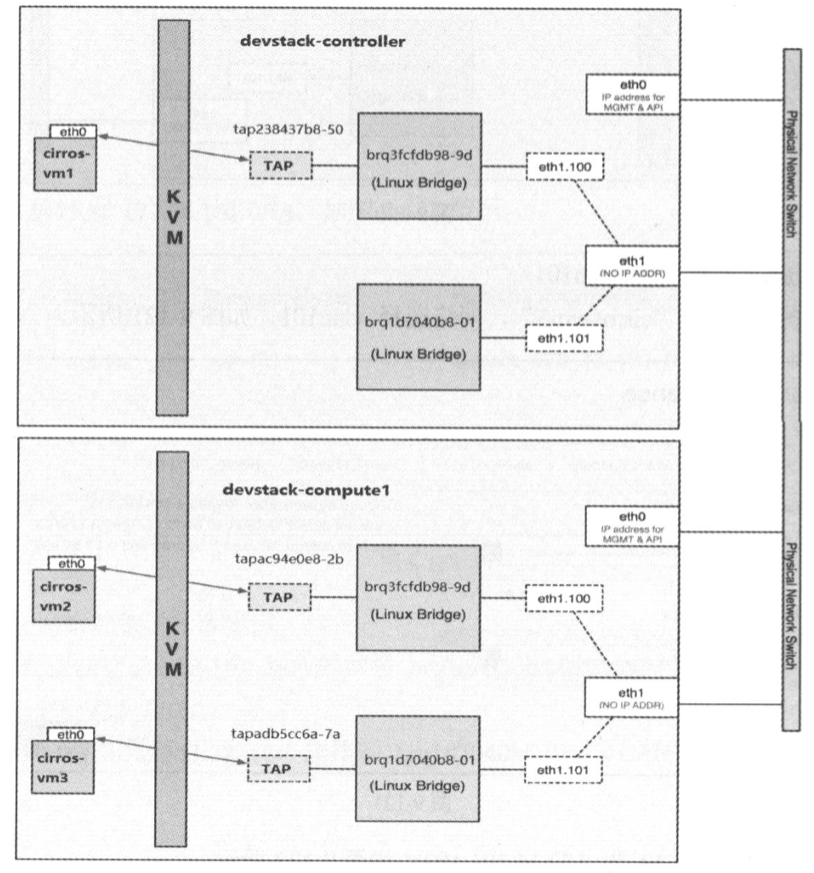 devstack-controller
eth0
IP address for
MGMT & API
tap238437b8-50
eth0
cirros-
vm1
K
V
M
TAP
brq3fcfdb98-9d
(Linux Bridge)
eth1.100
eth1
(NO IP ADDR)
brq1d7040b8-01
(Linux Bridge)
eth1.101
Physical Network Switch
devstack-compute1
eth0
IP address for
MGMT & API
tapac94e0e8-2b
eth0
cirros-
vm2
K
V
M
TAP
brq3fcfdb98-9d
(Linux Bridge)
eth1.100
eth1
(NO IP ADDR)
tapadb5cc6a-7a
eth0
cirros-
vm3
TAP
brq1d7040b8-01
(Linux Bridge)
eth1.101
Physical Network Switch